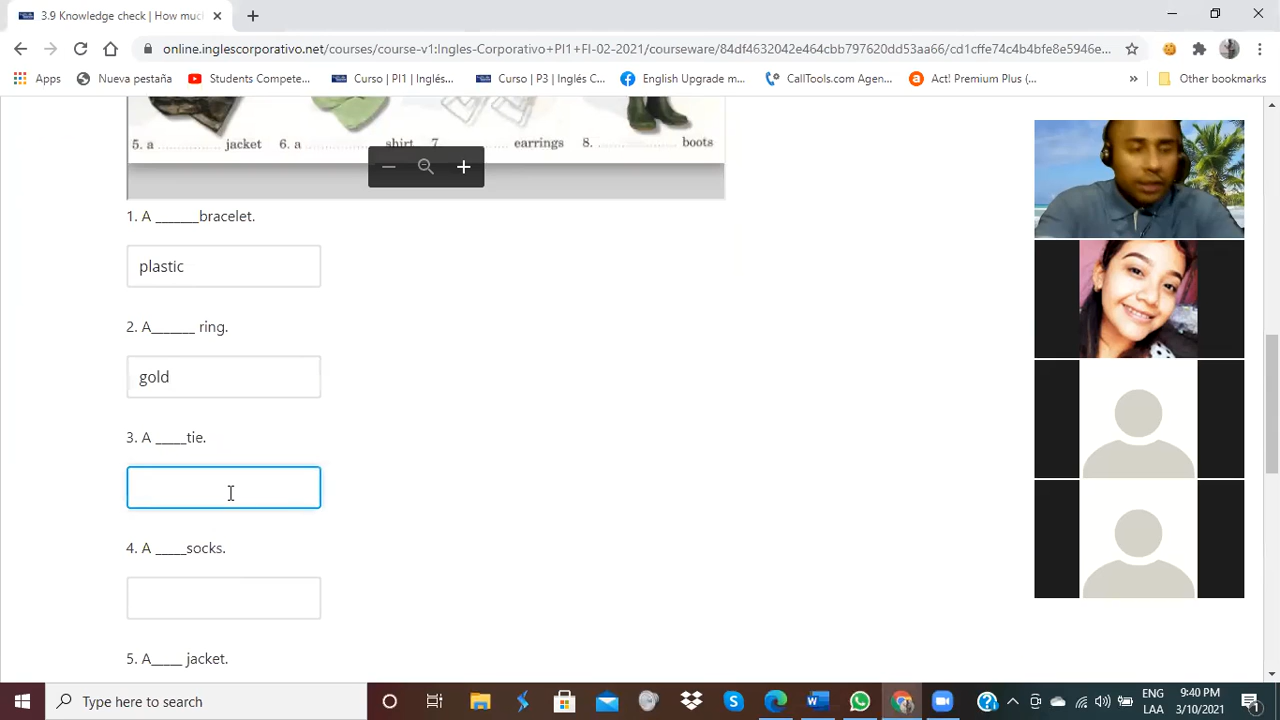 3.9 Knowledge check | How muc
online.inglescorporativo.net/courses/course-v1:Ingles-Corporativo+PI1+FI-02-2021/courseware/84df4632042e464cbb797620dd53aa66/cd1cffe74c4b4bfe8e5946e...
Apps
Nueva pestaña
Students Compete...
Curso | PI1 | Inglés...
Curso | P3 | Inglés C...
English Upgrade m...
CallTools.com Agen...
Act! Premium Plus (...
»
Other bookmarks
5. a .............. jacket 6. a .............. shirt 7 .............. earrings 8. .............. boots
1. A _______bracelet.
plastic
2. A_______ ring.
gold
3. A _____tie.
4. A _____socks.
5. A_____ jacket.
Type here to search
ENG
LAA
9:40 PM
3/10/2021